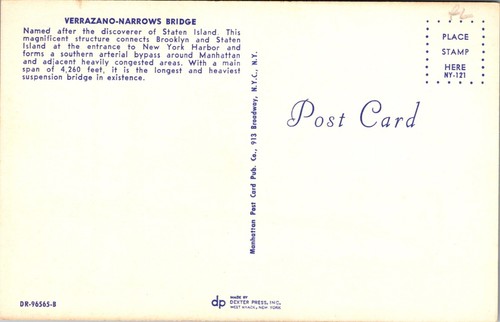 VERRAZANO-NARROWS BRIDGE
Named after the discoverer of Staten Island. This
magnificent structure connects Brooklyn and Staten
Island at the entrance to New York Harbor and
forms a southern arterial bypass around Manhattan
and adjacent heavily congested areas. With a main
span of 4,260 feet, it is the longest and heaviest
suspension bridge in existence.
PLACE
STAMP
HERE
NY-121
Post Card
Manhattan Post Card Pub. Co., 913 Broadway, N.Y.C., N.Y.
DR-96565-B
dp
MADE BY
DEXTER PRESS, INC.
WEST NYACK, NEW YORK